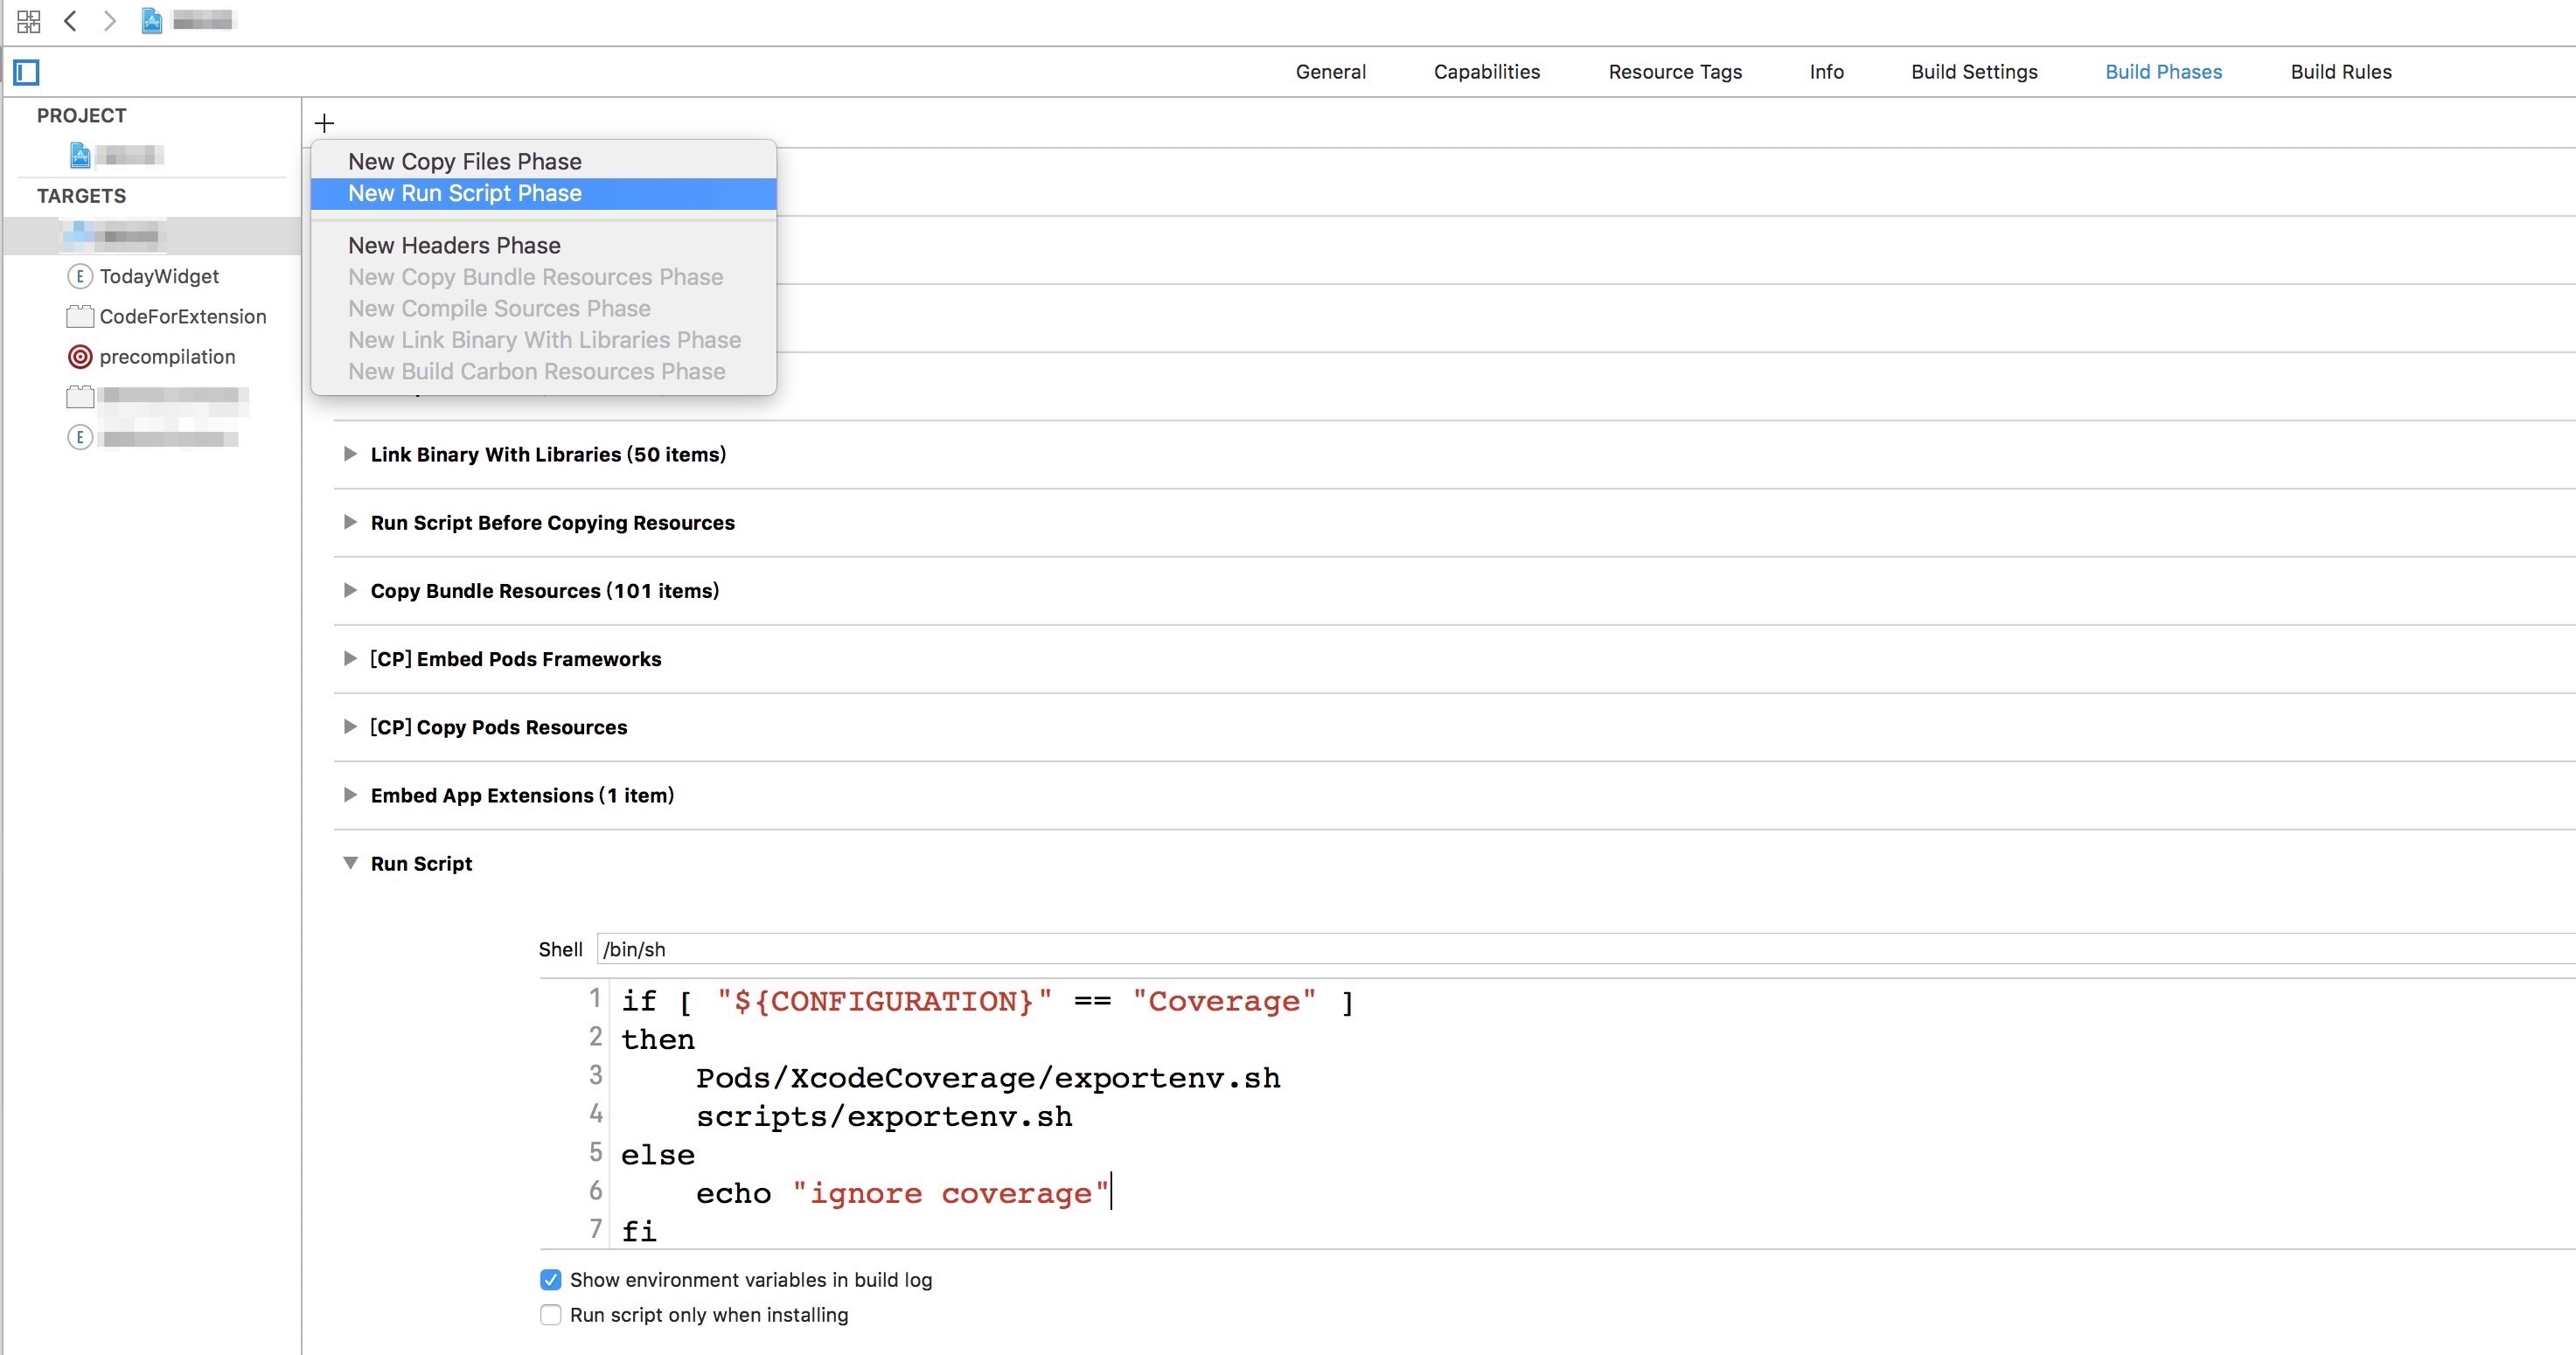 General Capabilities Resource Tags Info Build Settings Build Phases Build Rules
PROJECT
TARGETS
E TodayWidget
CodeForExtension
precompilation
E
+
New Copy Files Phase
New Run Script Phase
New Headers Phase
New Copy Bundle Resources Phase
New Compile Sources Phase
New Link Binary With Libraries Phase
New Build Carbon Resources Phase
Link Binary With Libraries (50 items)
Run Script Before Copying Resources
Copy Bundle Resources (101 items)
[CP] Embed Pods Frameworks
[CP] Copy Pods Resources
Embed App Extensions (1 item)
Run Script
Shell /bin/sh
1 if [ "${CONFIGURATION}" == "Coverage" ]
2 then
3 Pods/XcodeCoverage/exportenv.sh
4 scripts/exportenv.sh
5 else
6 echo "ignore coverage"
7 fi
Show environment variables in build log
Run script only when installing